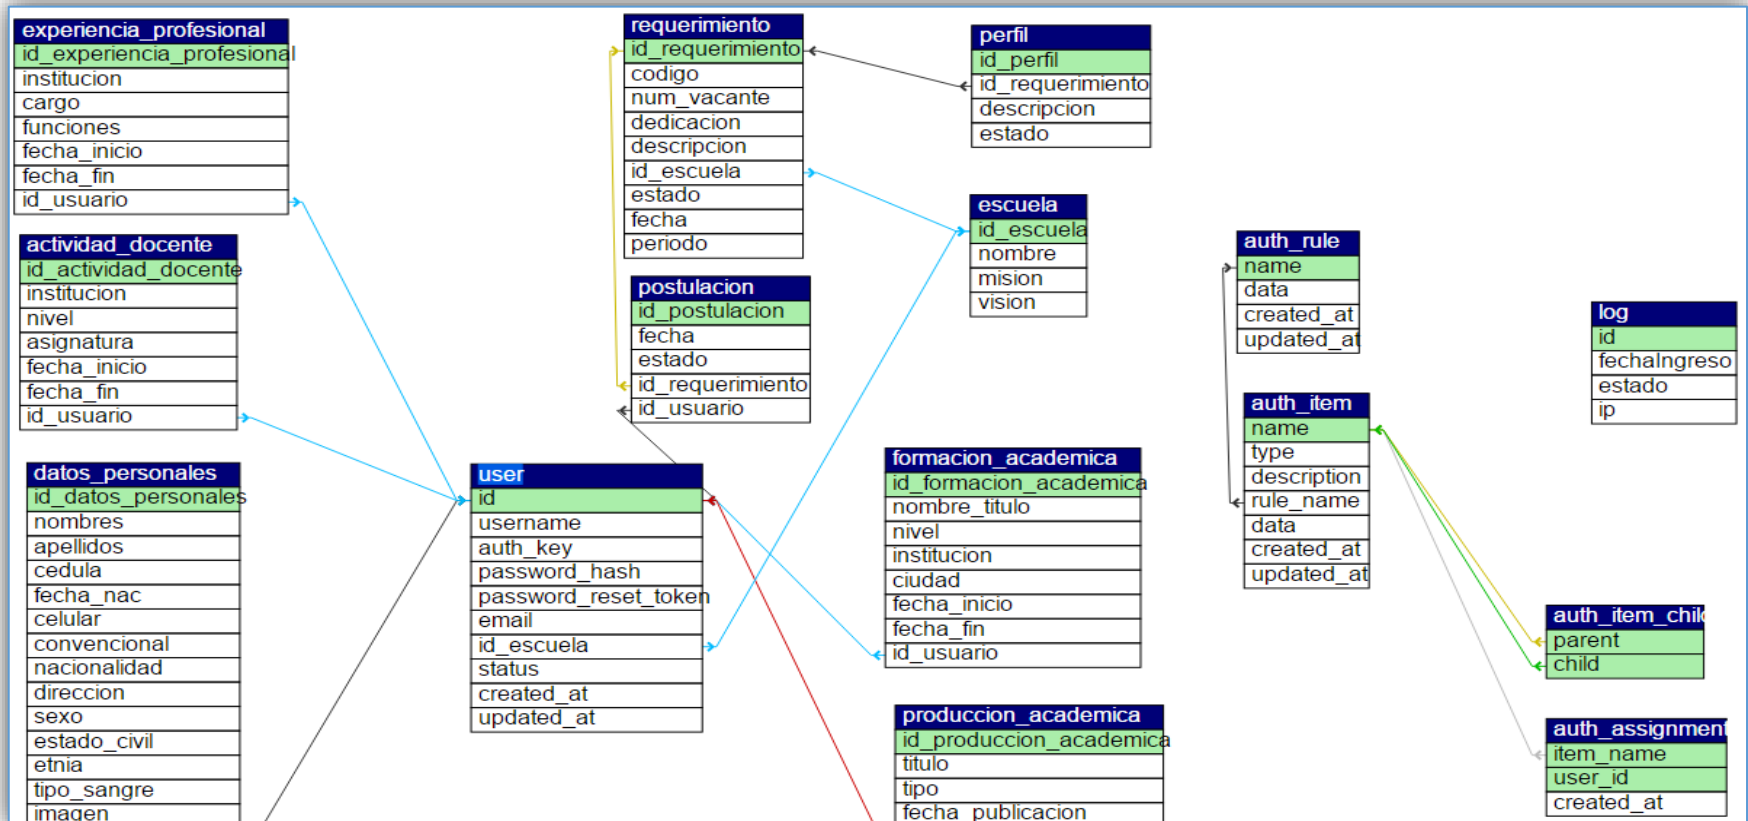 experiencia_profesional
id_experiencia_profesional
institucion
cargo
funciones
fecha_inicio
fecha_fin
id_usuario
actividad_docente
id_actividad_docente
institucion
nivel
asignatura
fecha_inicio
fecha_fin
id_usuario
datos_personales
id_datos_personales
nombres
apellidos
cedula
fecha_nac
celular
convencional
nacionalidad
direccion
sexo
estado_civil
etnia
tipo_sangre
imagen
requerimiento
id_requerimiento
codigo
num_vacante
dedicacion
descripcion
id_escuela
estado
fecha
periodo
postulacion
id_postulacion
fecha
estado
id_requerimiento
id_usuario
user
id
username
auth_key
password_hash
password_reset_token
email
id_escuela
status
created_at
updated_at
perfil
id_perfil
id_requerimiento
descripcion
estado
escuela
id_escuela
nombre
mision
vision
formacion_academica
id_formacion_academica
nombre_titulo
nivel
institucion
ciudad
fecha_inicio
fecha_fin
id_usuario
produccion_academica
id_produccion_academica
titulo
tipo
fecha_publicacion
auth_rule
name
data
created_at
updated_at
auth_item
name
type
description
rule_name
data
created_at
updated_at
log
id
fechaIngreso
estado
ip
auth_item_child
parent
child
auth_assignment
item_name
user_id
created_at